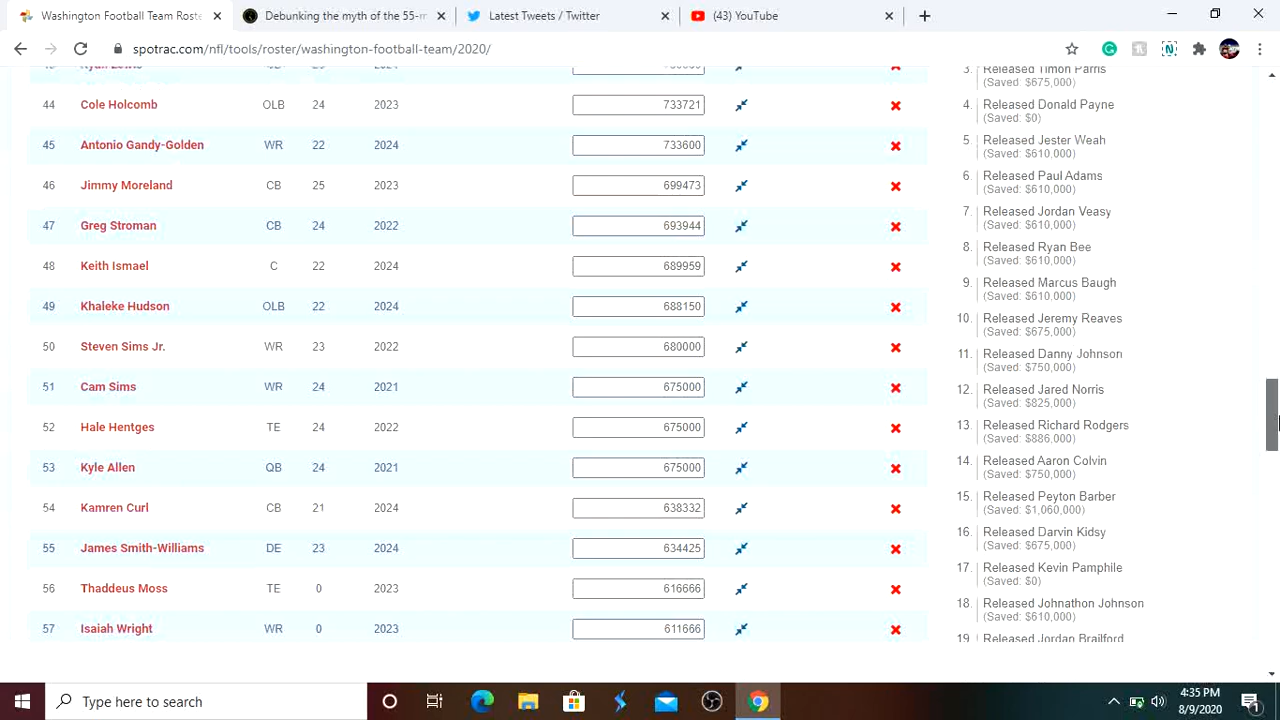 Washington Football Team Roste
Debunking the myth of the 55-m
Latest Tweets / Twitter
(43) YouTube
spotrac.com/nfl/tools/roster/washington-football-team/2020/
44 Cole Holcomb OLB 24 2023 733721
45 Antonio Gandy-Golden WR 22 2024 733600
46 Jimmy Moreland CB 25 2023 699473
47 Greg Stroman CB 24 2022 693944
48 Keith Ismael C 22 2024 689959
49 Khaleke Hudson OLB 22 2024 688150
50 Steven Sims Jr. WR 23 2022 680000
51 Cam Sims WR 24 2021 675000
52 Hale Hentges TE 24 2022 675000
53 Kyle Allen QB 24 2021 675000
54 Kamren Curl CB 21 2024 638332
55 James Smith-Williams DE 23 2024 634425
56 Thaddeus Moss TE 0 2023 616666
57 Isaiah Wright WR 0 2023 611666
3. Released Timon Parris
(Saved: $675,000)
4. Released Donald Payne
(Saved: $0)
5. Released Jester Weah
(Saved: $610,000)
6. Released Paul Adams
(Saved: $610,000)
7. Released Jordan Veasy
(Saved: $610,000)
8. Released Ryan Bee
(Saved: $610,000)
9. Released Marcus Baugh
(Saved: $610,000)
10. Released Jeremy Reaves
(Saved: $675,000)
11. Released Danny Johnson
(Saved: $750,000)
12. Released Jared Norris
(Saved: $825,000)
13. Released Richard Rodgers
(Saved: $886,000)
14. Released Aaron Colvin
(Saved: $750,000)
15. Released Peyton Barber
(Saved: $1,060,000)
16. Released Darvin Kidsy
(Saved: $675,000)
17. Released Kevin Pamphile
(Saved: $0)
18. Released Johnathon Johnson
(Saved: $610,000)
19. Released Jordan Brailford
Type here to search
4:35 PM
8/9/2020
1